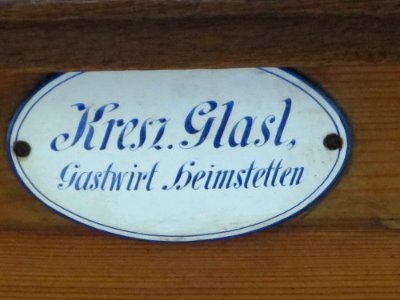 Kresz. Glasl,
Gastwirt Heimstetten